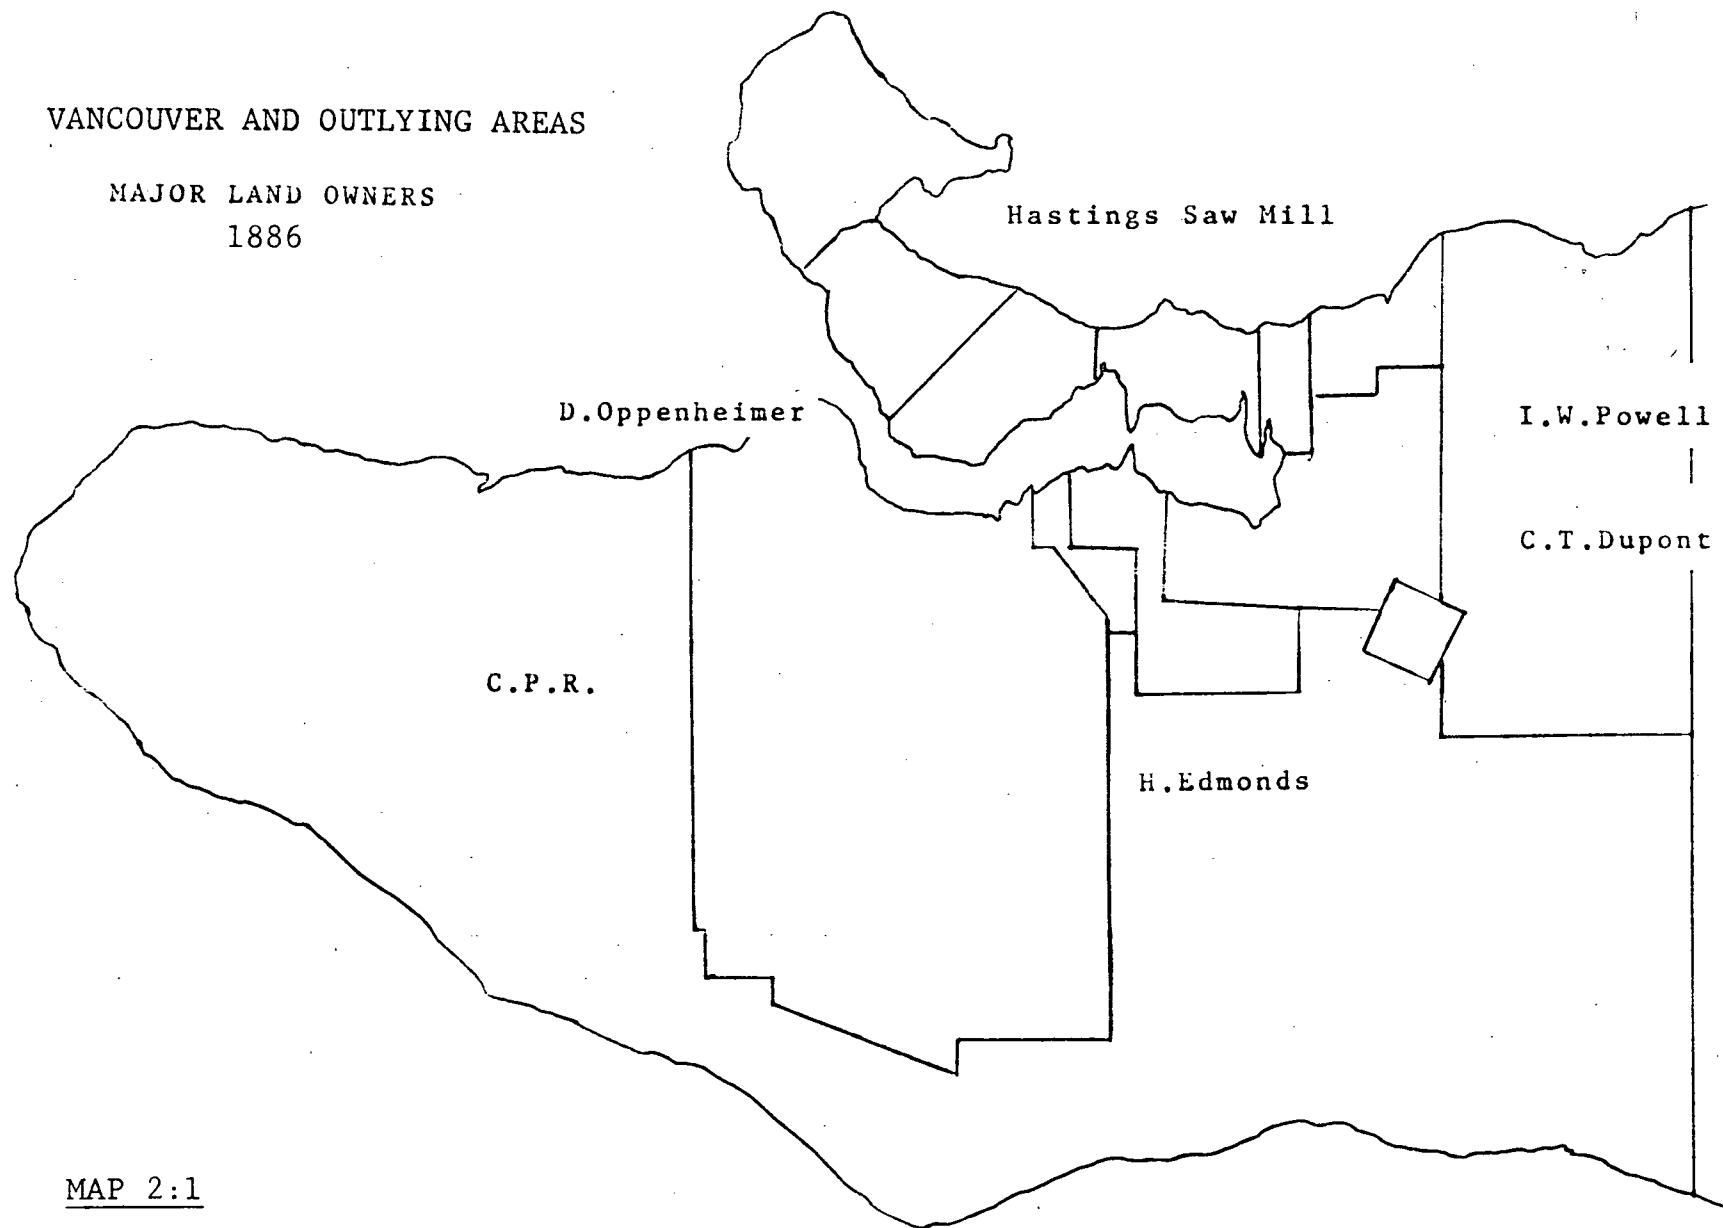 VANCOUVER AND OUTLYING AREAS
MAJOR LAND OWNERS
1886
Hastings Saw Mill
D.Oppenheimer
I.W.Powell
C.T.Dupont
C.P.R.
H.Edmonds
MAP 2:1